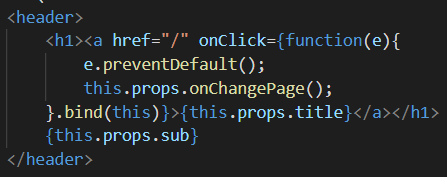 <header>
<h1><a href="/" onClick={function(e){
e.preventDefault();
this.props.onChangePage();
}.bind(this)}>{this.props.title}</a></h1>
{this.props.sub}
</header>